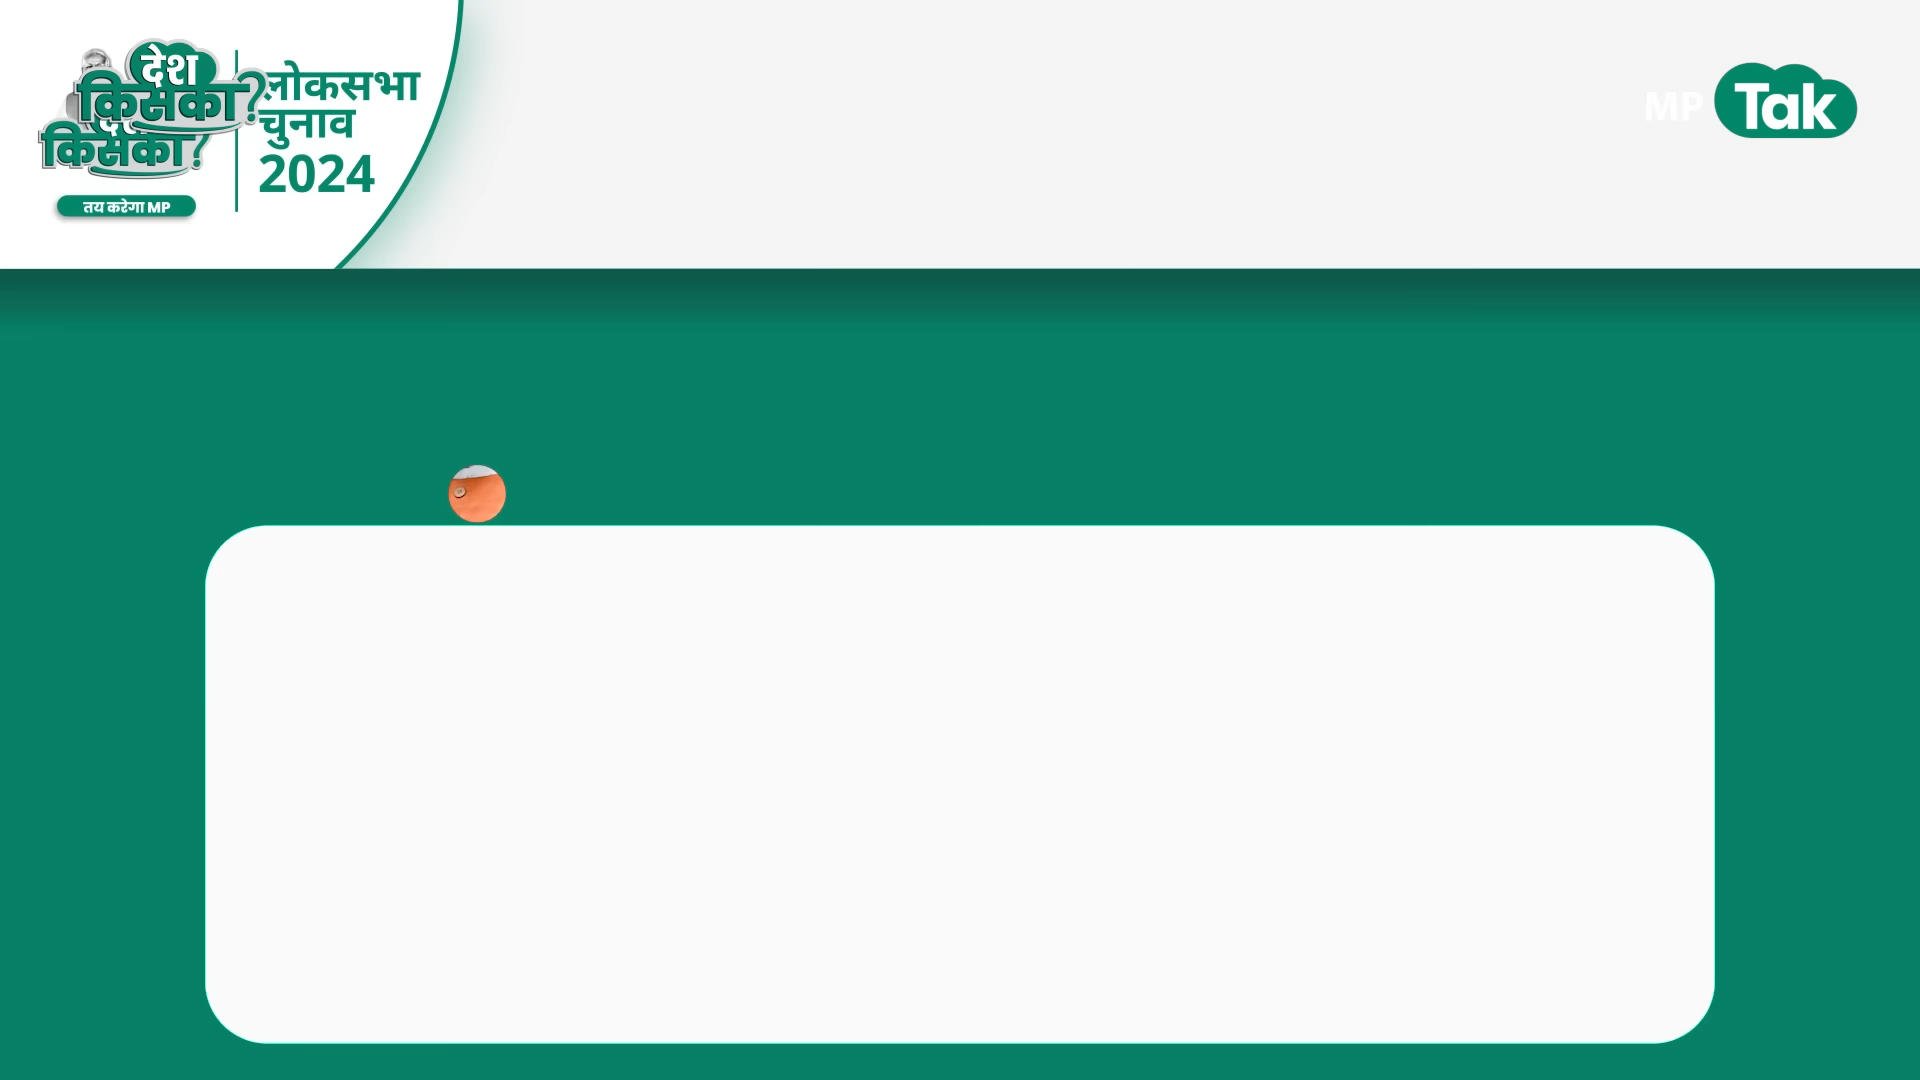 देश
किसका?
किसका?
तय करेगा MP
लोकसभा
चुनाव
2024
MP Tak